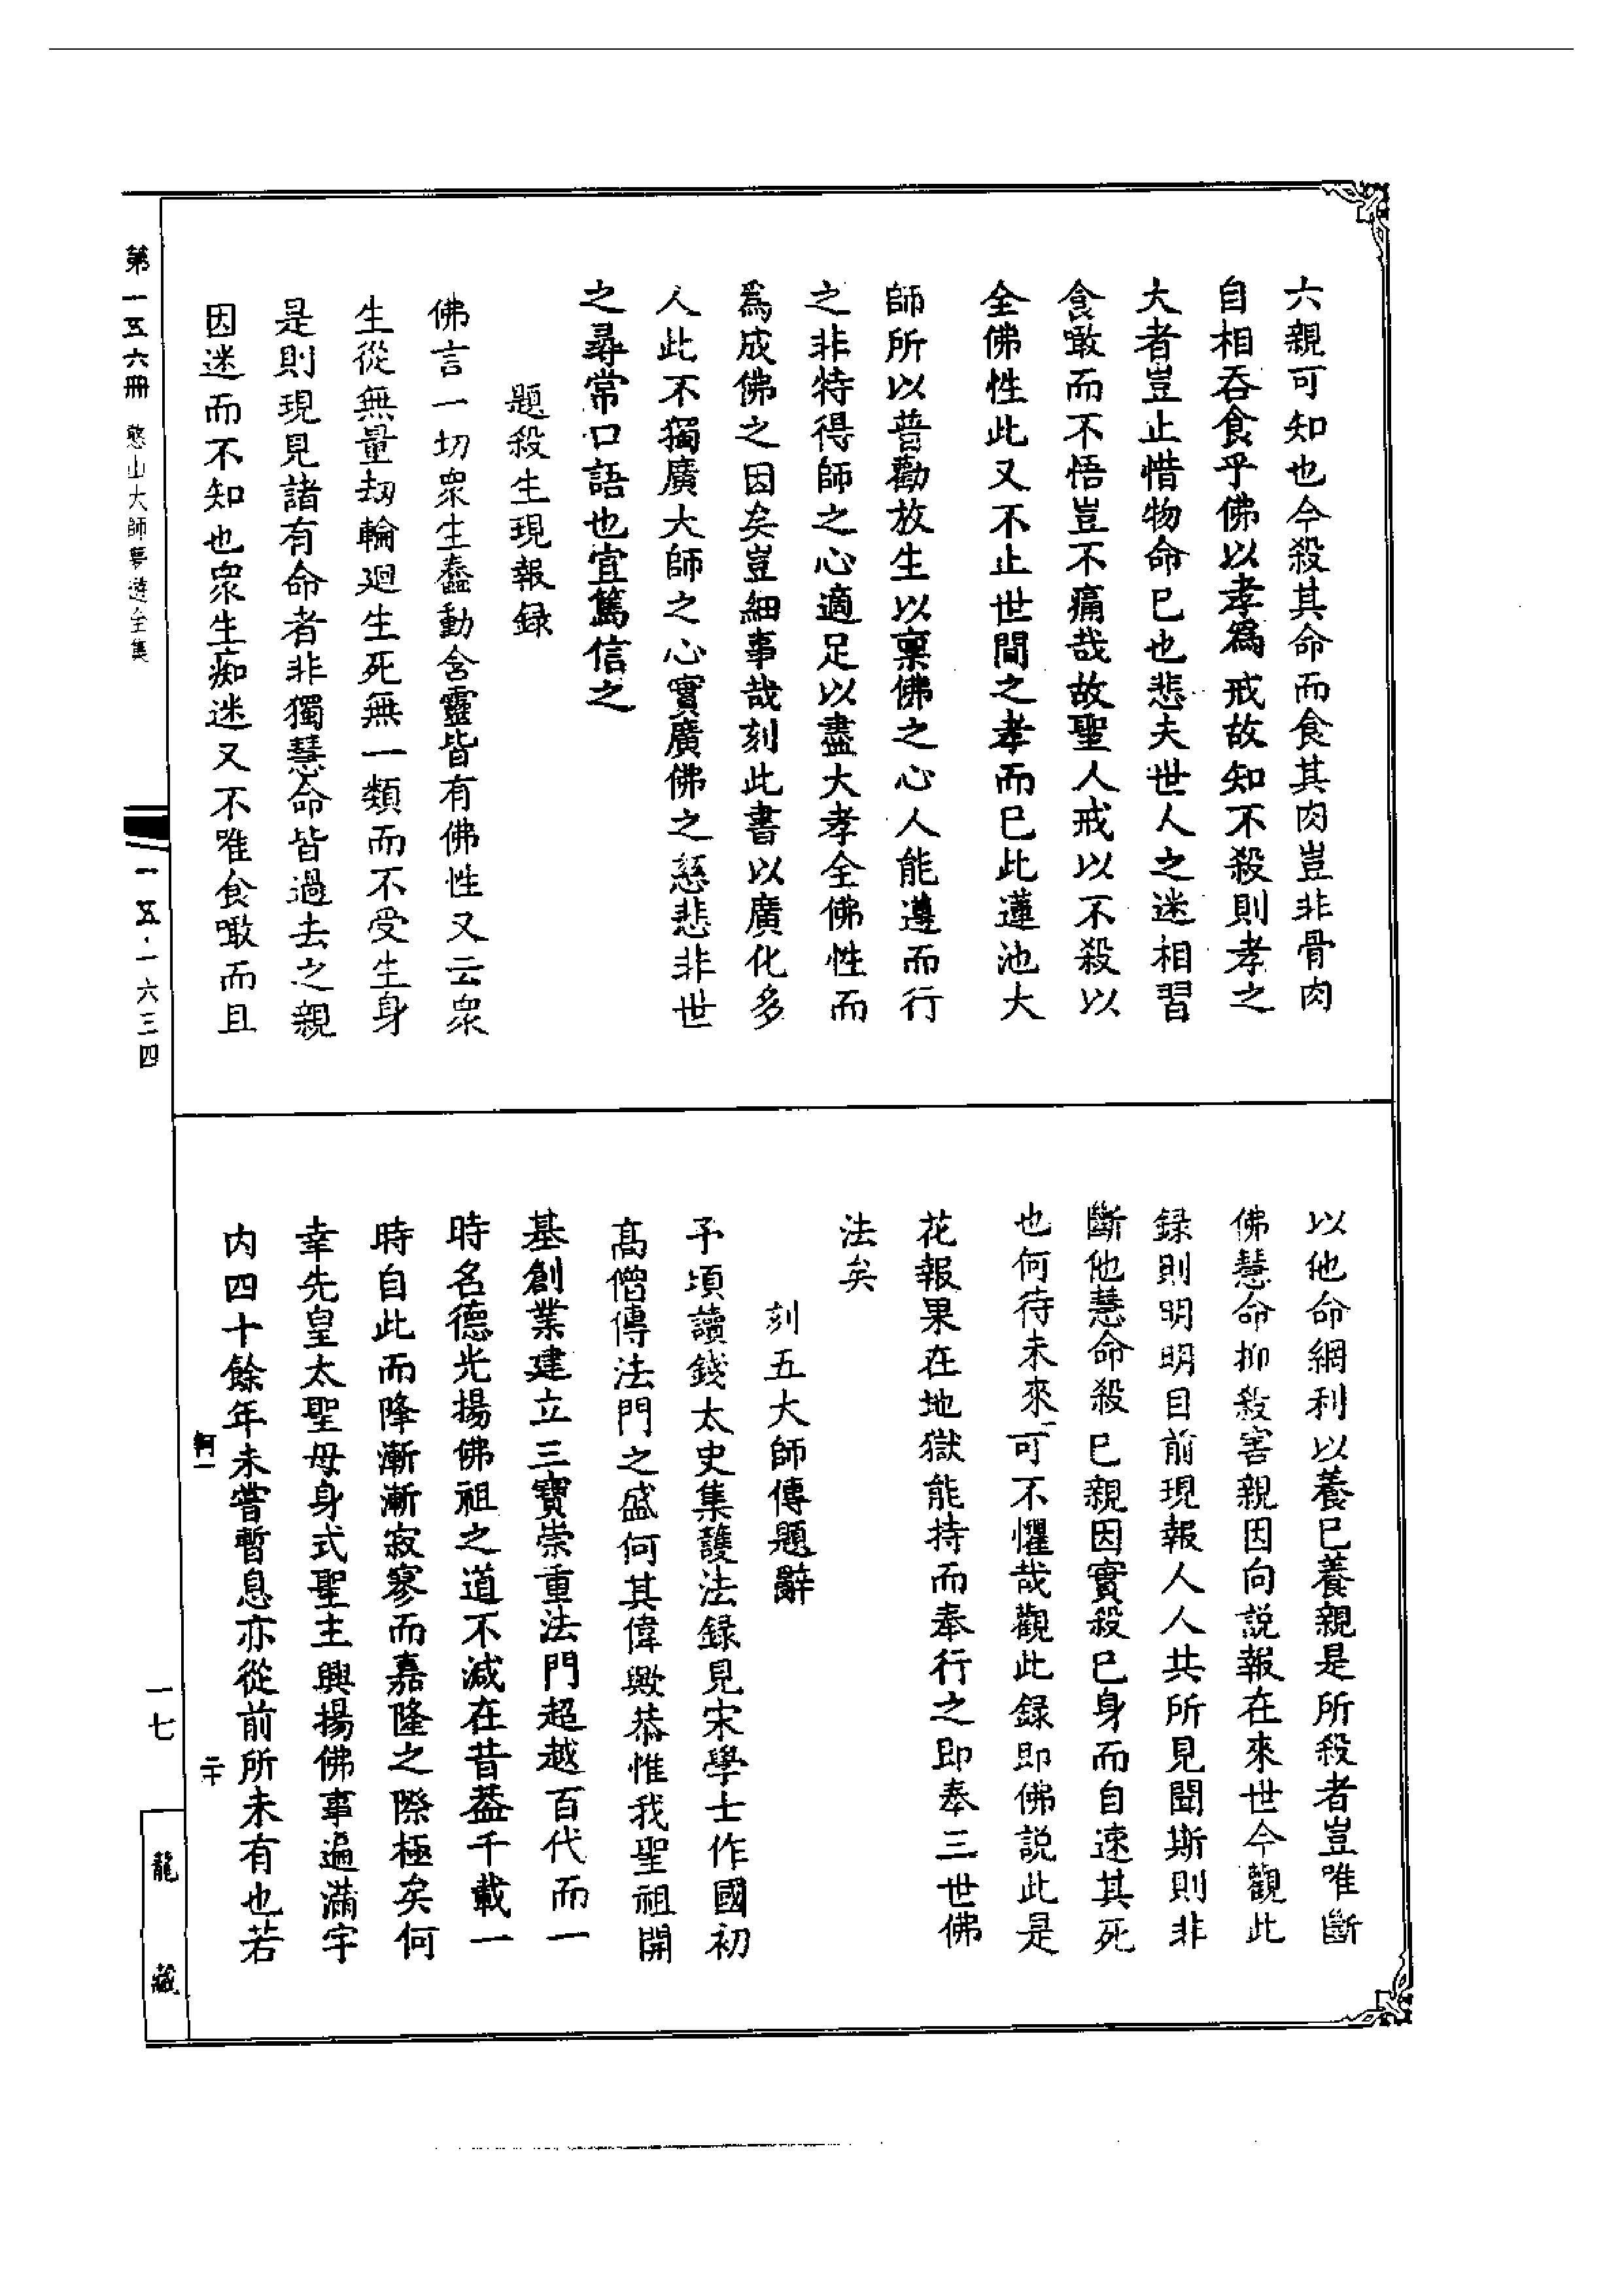 六親可知也今殺其命而食其肉豈非骨肉
自相吞食乎佛以孝為戒故知不殺則孝之
大者豈止惜物命已也悲夫世人之迷相習
食噉而不悟豈不痛哉故聖人戒以不殺以
全佛性此又不止世間之孝而已此蓮池大
師所以普勸放生以稟佛之心人能遵而行
之非特得師之心適足以盡大孝全佛性而
爲成佛之因矣豈細事哉刻此書以廣化多
人此不獨廣大師之心實廣佛之慈悲非世
之尋常口語也宜篤信之
題殺生現報録
佛言一切衆生蠢動含靈皆有佛性又云衆
生從無量劫輪廻生死無一類而不受生身
是則現見諸有命者非獨慧命皆過去之親
因迷而不知也衆生痴迷又不唯食噉而且
以他命網利以養已養親是所殺者豈唯斷
佛慧命抑殺害親因向説報在來世今觀此
録則明明目前現報人人共所見聞斯則非
斷他慧命殺已親因實殺已身而自速其死
也何待未來可不懼哉觀此録即佛説此是
花報果在地獄能持而奉行之即奉三世佛
法矣
刻五大師傳題辭
予頃讀錢太史集護法録見宋學士作國初
高僧傳法門之盛何其偉歟恭惟我聖祖開
基創業建立三寶崇重法門超越百代而一
時名德光揚佛祖之道不減在昔葢千載一
時自此而降漸漸寂寥而嘉隆之際極矣何
幸先皇太聖母身式聖主興揚佛事遍滿宇
内四十餘年未嘗暫息亦從前所未有也若
第一五六冊 憨山大師夢遊全集
一五五·一六三四
一七
龍藏